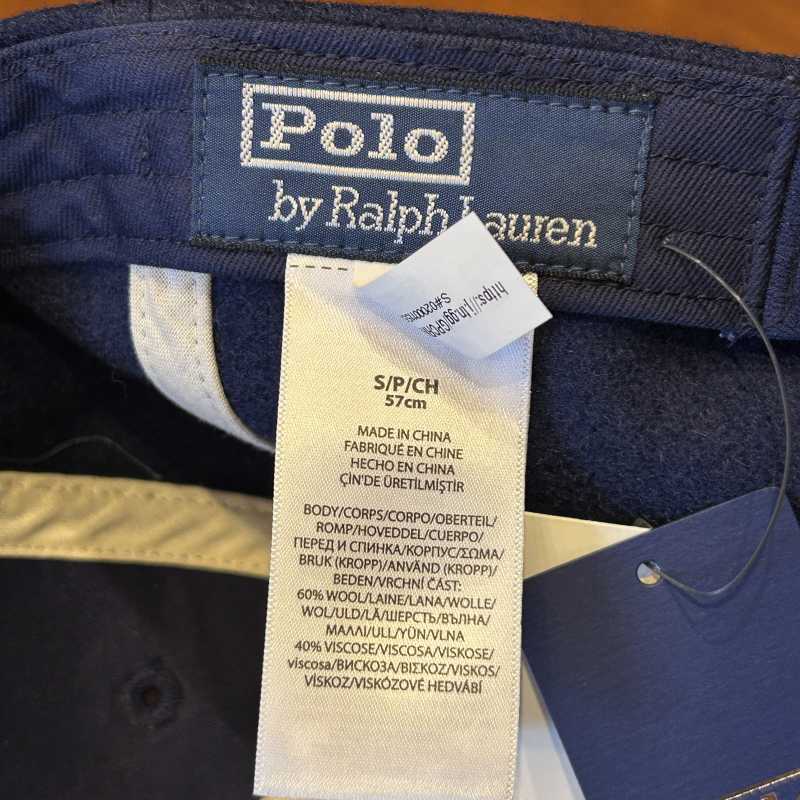 Polo
by Ralph Lauren
S/P/CH
57cm
MADE IN CHINA
FABRIQUÉ EN CHINE
HECHO EN CHINA
ÇİN'DE ÜRETİLMİŞTİR
BODY/CORPS/CORPO/OBERTEIL/
ROMP/HOVEDDEL/CUERPO/
ПЕРЕД И СПИНКА/КОРПУС/ΣΩΜΑ/
BRUK (KROPP)/ANVÄND (KROPP)/
BEDEN/VRCHNÍ ČÁST:
60% WOOL/LAINE/LANA/WOLLE/
WOL/ULD/LÃ/ШЕРСТЬ/ВЪЛНА/
ΜΑΛΛΙ/ULL/YÜN/VLNA
40% VISCOSE/VISCOSA/VISKOSE/
viscosa/ВИСКОЗА/ΒΙΣΚΟΖ/VISKOS/
VİSKOZ/VISKÓZOVÉ HEDVÁBÍ